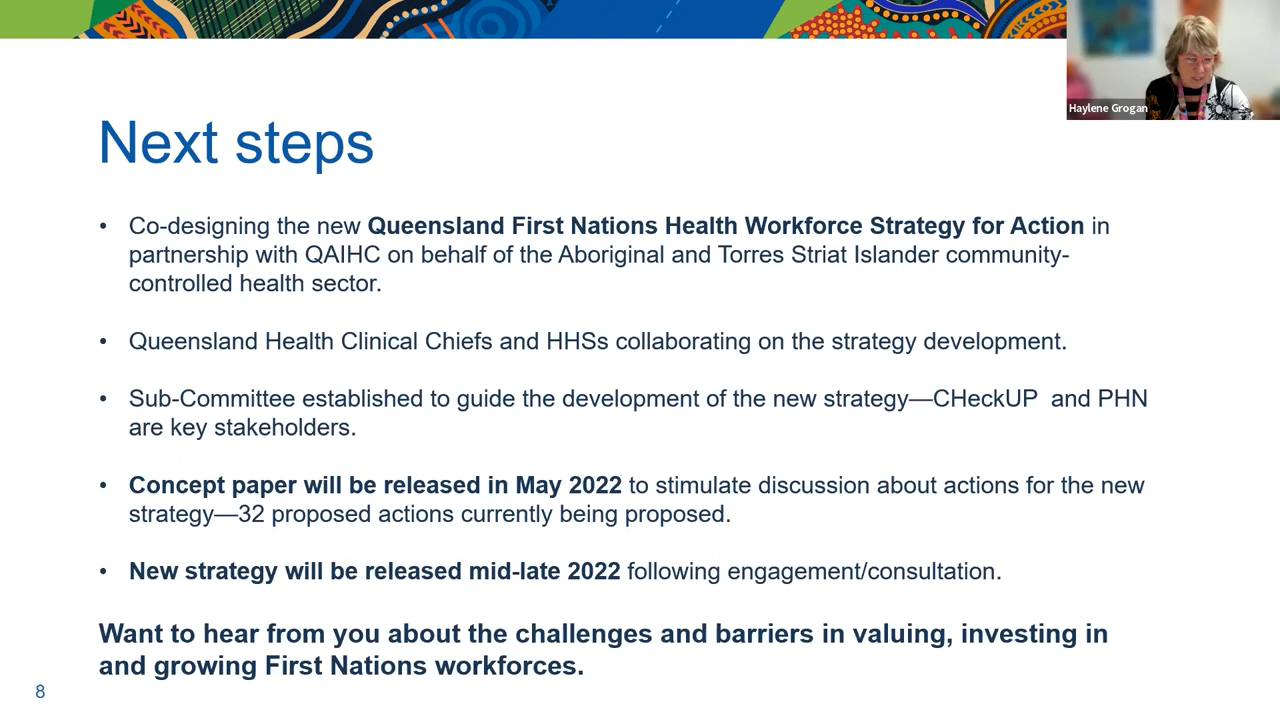 Haylene Grogan
Next steps
• Co-designing the new Queensland First Nations Health Workforce Strategy for Action in
partnership with QAIHC on behalf of the Aboriginal and Torres Striat Islander community-
controlled health sector.
• Queensland Health Clinical Chiefs and HHSs collaborating on the strategy development.
• Sub-Committee established to guide the development of the new strategy—CHeckUP  and PHN
are key stakeholders.
• Concept paper will be released in May 2022 to stimulate discussion about actions for the new
strategy—32 proposed actions currently being proposed.
• New strategy will be released mid-late 2022 following engagement/consultation.
Want to hear from you about the challenges and barriers in valuing, investing in
and growing First Nations workforces.
8